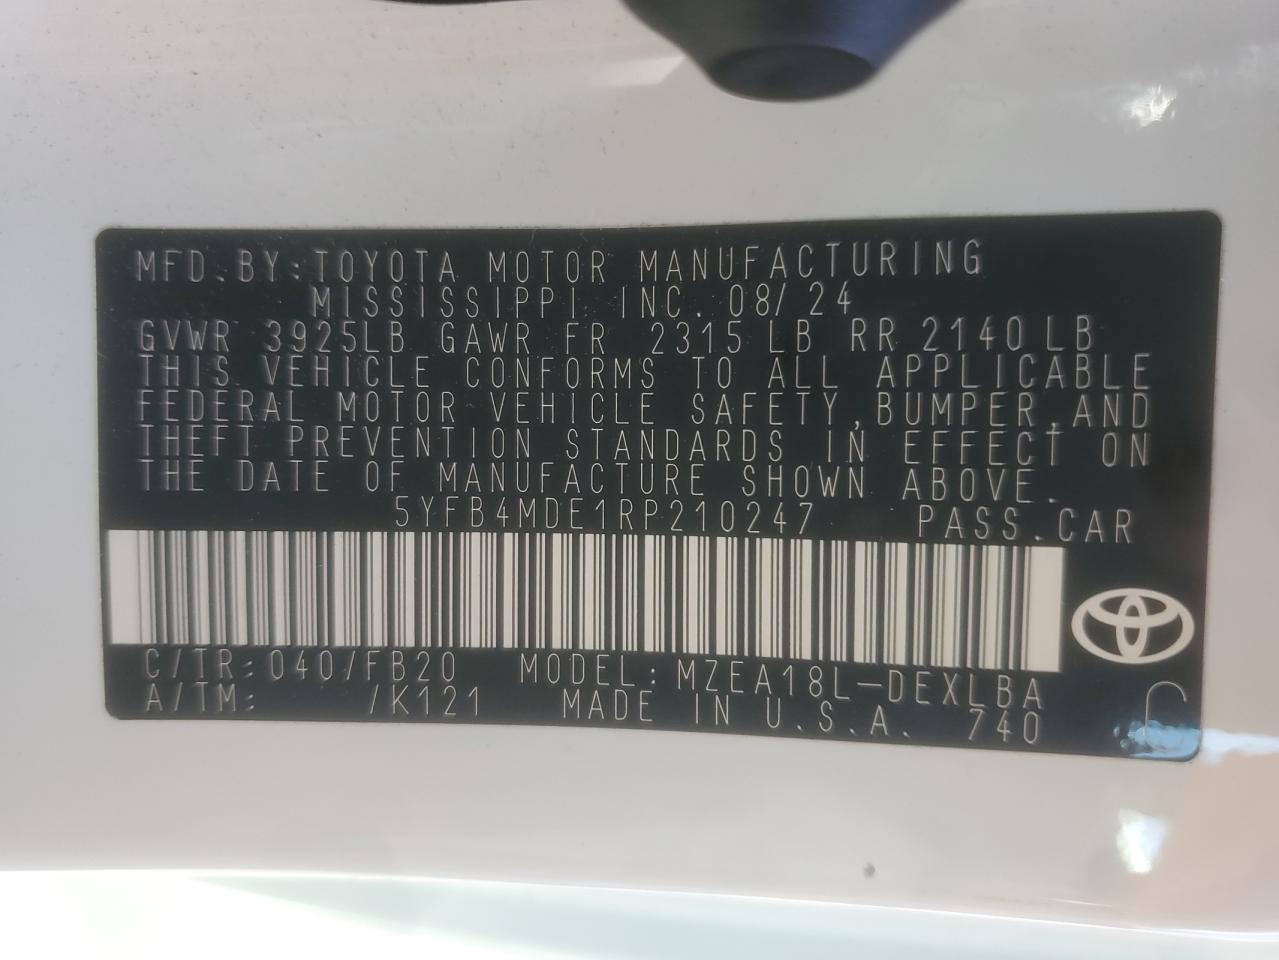 MFD.BY:TOYOTA MOTOR MANUFACTURING
MISSISSIPPI, INC. 08/24
GVWR 3925LB GAWR FR 2315 LB RR 2140 LB
THIS VEHICLE CONFORMS TO ALL APPLICABLE
FEDERAL MOTOR VEHICLE SAFETY,BUMPER,AND
THEFT PREVENTION STANDARDS IN EFFECT ON
THE DATE OF MANUFACTURE SHOWN ABOVE.
5YFB4MDE1RP210247 PASS.CAR
C/TR:040/FB20 MODEL:MZEA18L-DEXLBA
A/TM: /K121 MADE IN U.S.A. 740